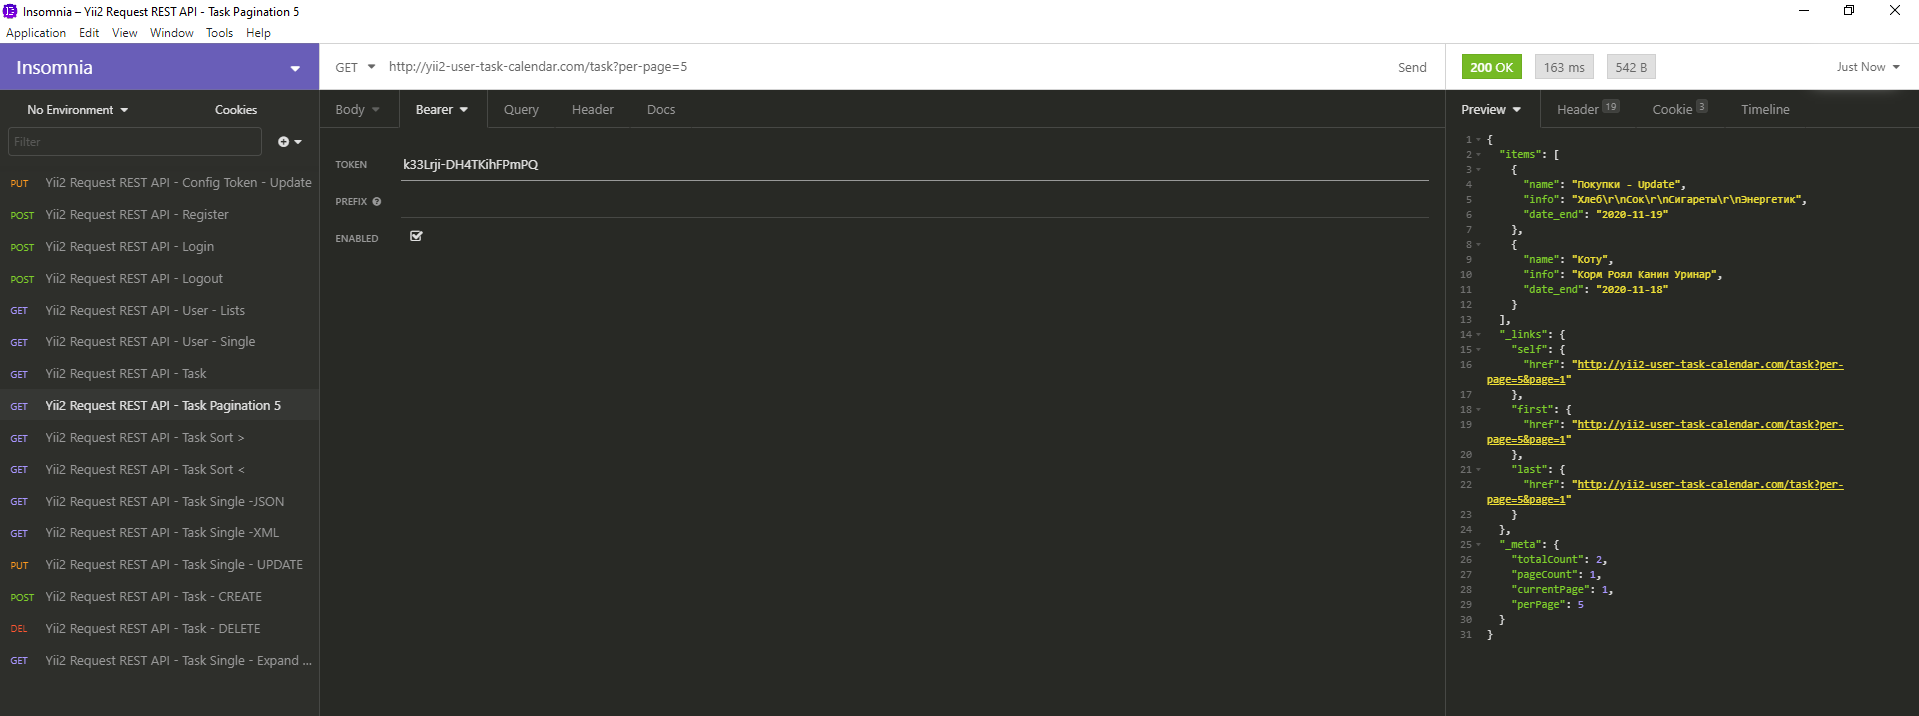 Insomnia – Yii2 Request REST API - Task Pagination 5
Application Edit View Window Tools Help
Insomnia
GET http://yii2-user-task-calendar.com/task?per-page=5 Send
200 OK 163 ms 542 B Just Now
No Environment Cookies
Body Bearer Query Header Docs
Preview Header 19 Cookie 3 Timeline
Filter
PUT Yii2 Request REST API - Config Token - Update
POST Yii2 Request REST API - Register
POST Yii2 Request REST API - Login
POST Yii2 Request REST API - Logout
GET Yii2 Request REST API - User - Lists
GET Yii2 Request REST API - User - Single
GET Yii2 Request REST API - Task
GET Yii2 Request REST API - Task Pagination 5
GET Yii2 Request REST API - Task Sort >
GET Yii2 Request REST API - Task Sort <
GET Yii2 Request REST API - Task Single -JSON
GET Yii2 Request REST API - Task Single -XML
PUT Yii2 Request REST API - Task Single - UPDATE
POST Yii2 Request REST API - Task - CREATE
DEL Yii2 Request REST API - Task - DELETE
GET Yii2 Request REST API - Task Single - Expand ...
TOKEN k33Lrji-DH4TKihFPmPQ
PREFIX
ENABLED
1 {
2 "items": [
3 {
4 "name": "Покупки - Update",
5 "info": "Хлеб\r\nСок\r\nСигареты\r\nЭнергетик",
6 "date_end": "2020-11-19"
7 },
8 {
9 "name": "Коту",
10 "info": "Корм Роял Канин Уринар",
11 "date_end": "2020-11-18"
12 }
13 ],
14 "_links": {
15 "self": {
16 "href": "http://yii2-user-task-calendar.com/task?per-
page=5&page=1"
17 },
18 "first": {
19 "href": "http://yii2-user-task-calendar.com/task?per-
page=5&page=1"
20 },
21 "last": {
22 "href": "http://yii2-user-task-calendar.com/task?per-
page=5&page=1"
23 }
24 },
25 "_meta": {
26 "totalCount": 2,
27 "pageCount": 1,
28 "currentPage": 1,
29 "perPage": 5
30 }
31 }